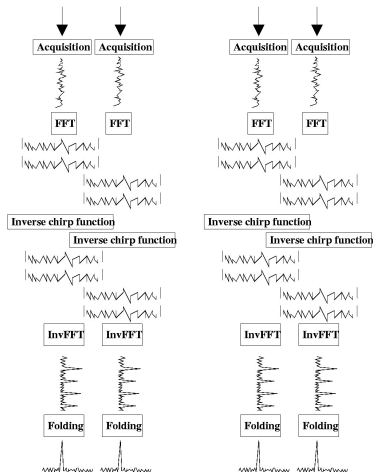 Acquisition Acquisition Acquisition Acquisition
FFT FFT FFT FFT
Inverse chirp function Inverse chirp function
Inverse chirp function Inverse chirp function
InvFFT InvFFT InvFFT InvFFT
Folding Folding Folding Folding